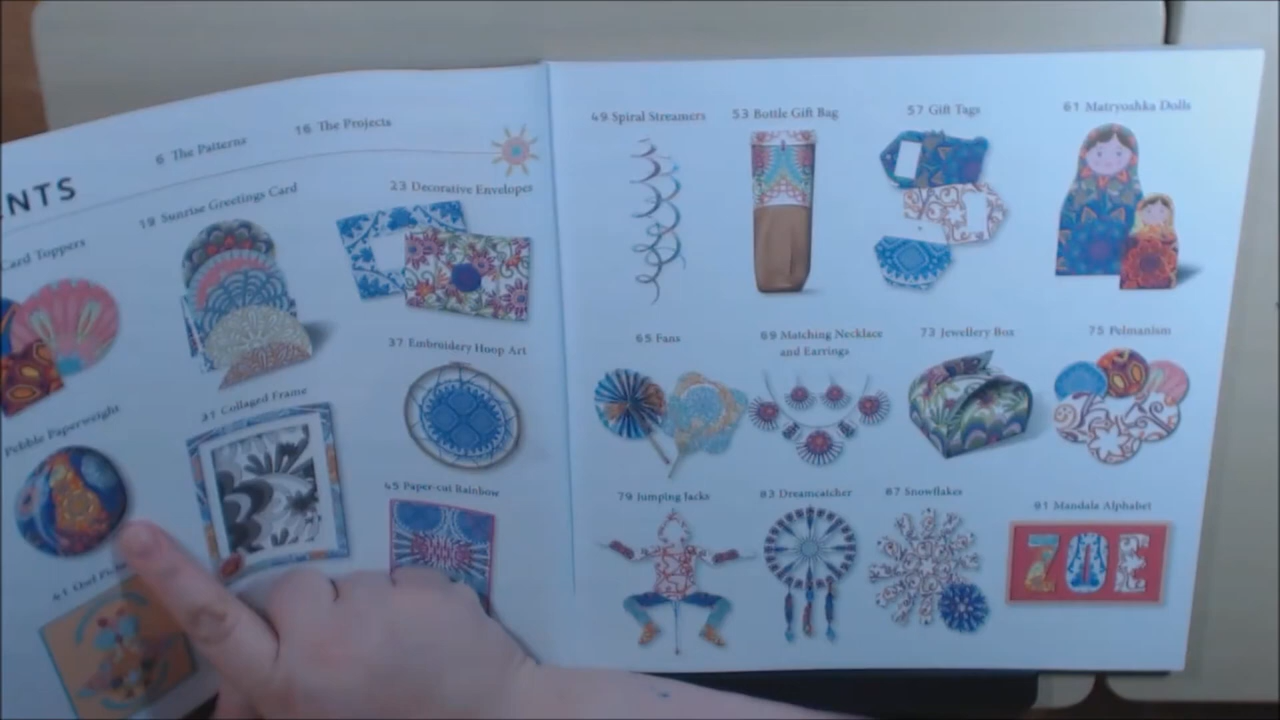 ENTS
6 The Patterns
16 The Projects
Card Toppers
19 Sunrise Greetings Card
23 Decorative Envelopes
Pebble Paperweight
31 Collaged Frame
37 Embroidery Hoop Art
41 Owl
45 Paper-cut Rainbow
49 Spiral Streamers
53 Bottle Gift Bag
57 Gift Tags
61 Matryoshka Dolls
65 Fans
69 Matching Necklace
and Earrings
73 Jewellery Box
75 Pelmanism
79 Jumping Jacks
83 Dreamcatcher
87 Snowflakes
91 Mandala Alphabet
ZOE